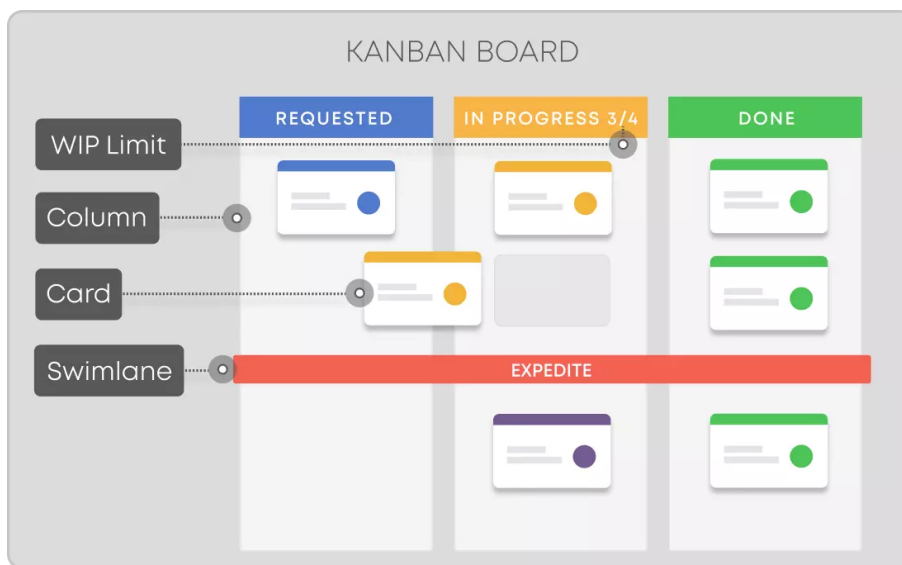 KANBAN BOARD
REQUESTED
IN PROGRESS 3/4
DONE
WIP Limit
Column
Card
Swimlane
EXPEDITE